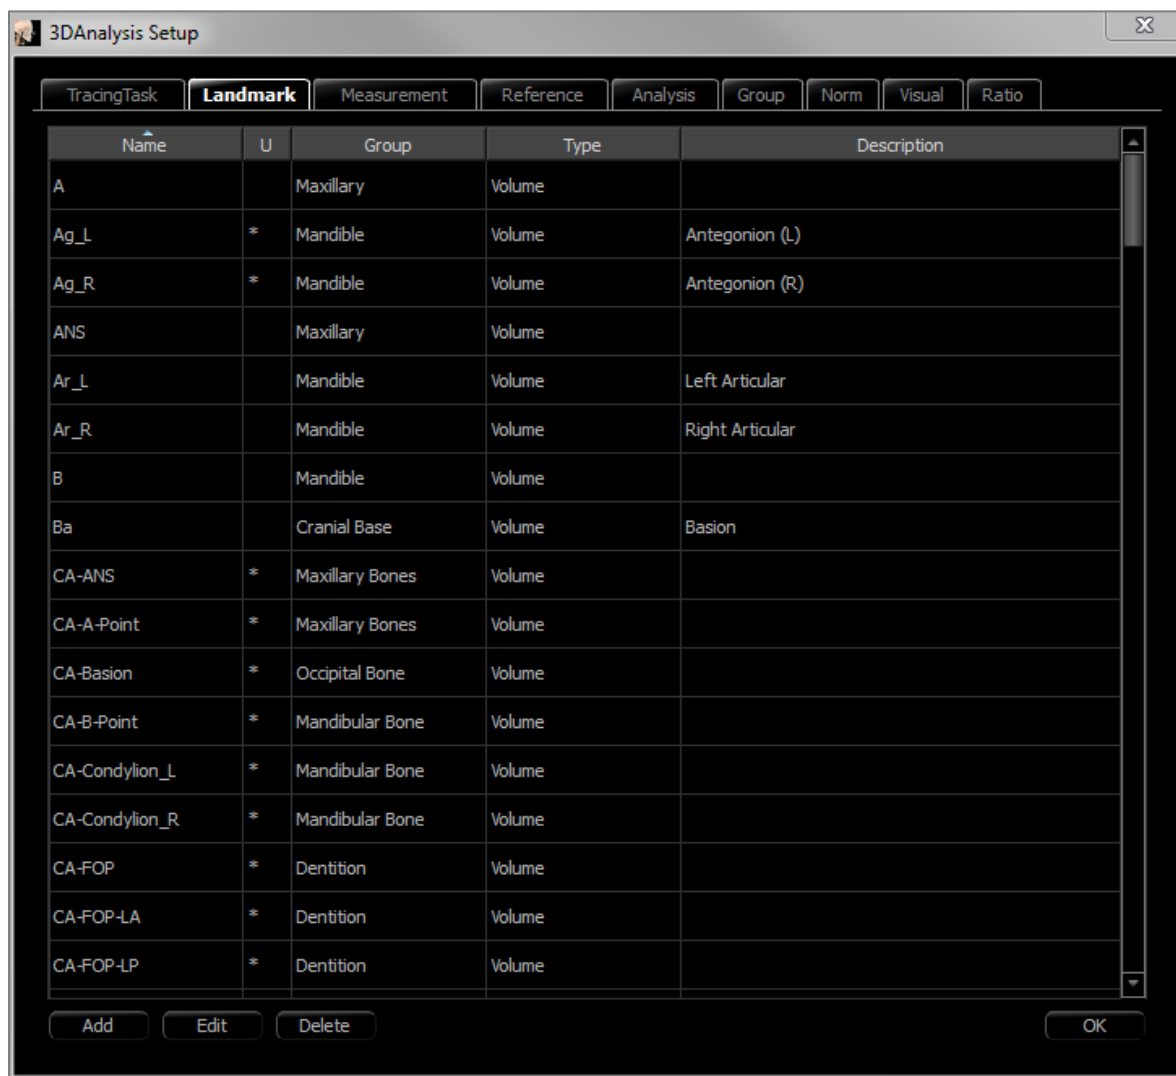 3DAnalysis Setup
TracingTask Landmark Measurement Reference Analysis Group Norm Visual Ratio
Name U Group Type Description
A Maxillary Volume
Ag_L * Mandible Volume Antegonion (L)
Ag_R * Mandible Volume Antegonion (R)
ANS Maxillary Volume
Ar_L Mandible Volume Left Articular
Ar_R Mandible Volume Right Articular
B Mandible Volume
Ba Cranial Base Volume Basion
CA-ANS * Maxillary Bones Volume
CA-A-Point * Maxillary Bones Volume
CA-Basion * Occipital Bone Volume
CA-B-Point * Mandibular Bone Volume
CA-Condylion_L * Mandibular Bone Volume
CA-Condylion_R * Mandibular Bone Volume
CA-FOP * Dentition Volume
CA-FOP-LA * Dentition Volume
CA-FOP-LP * Dentition Volume
Add Edit Delete OK